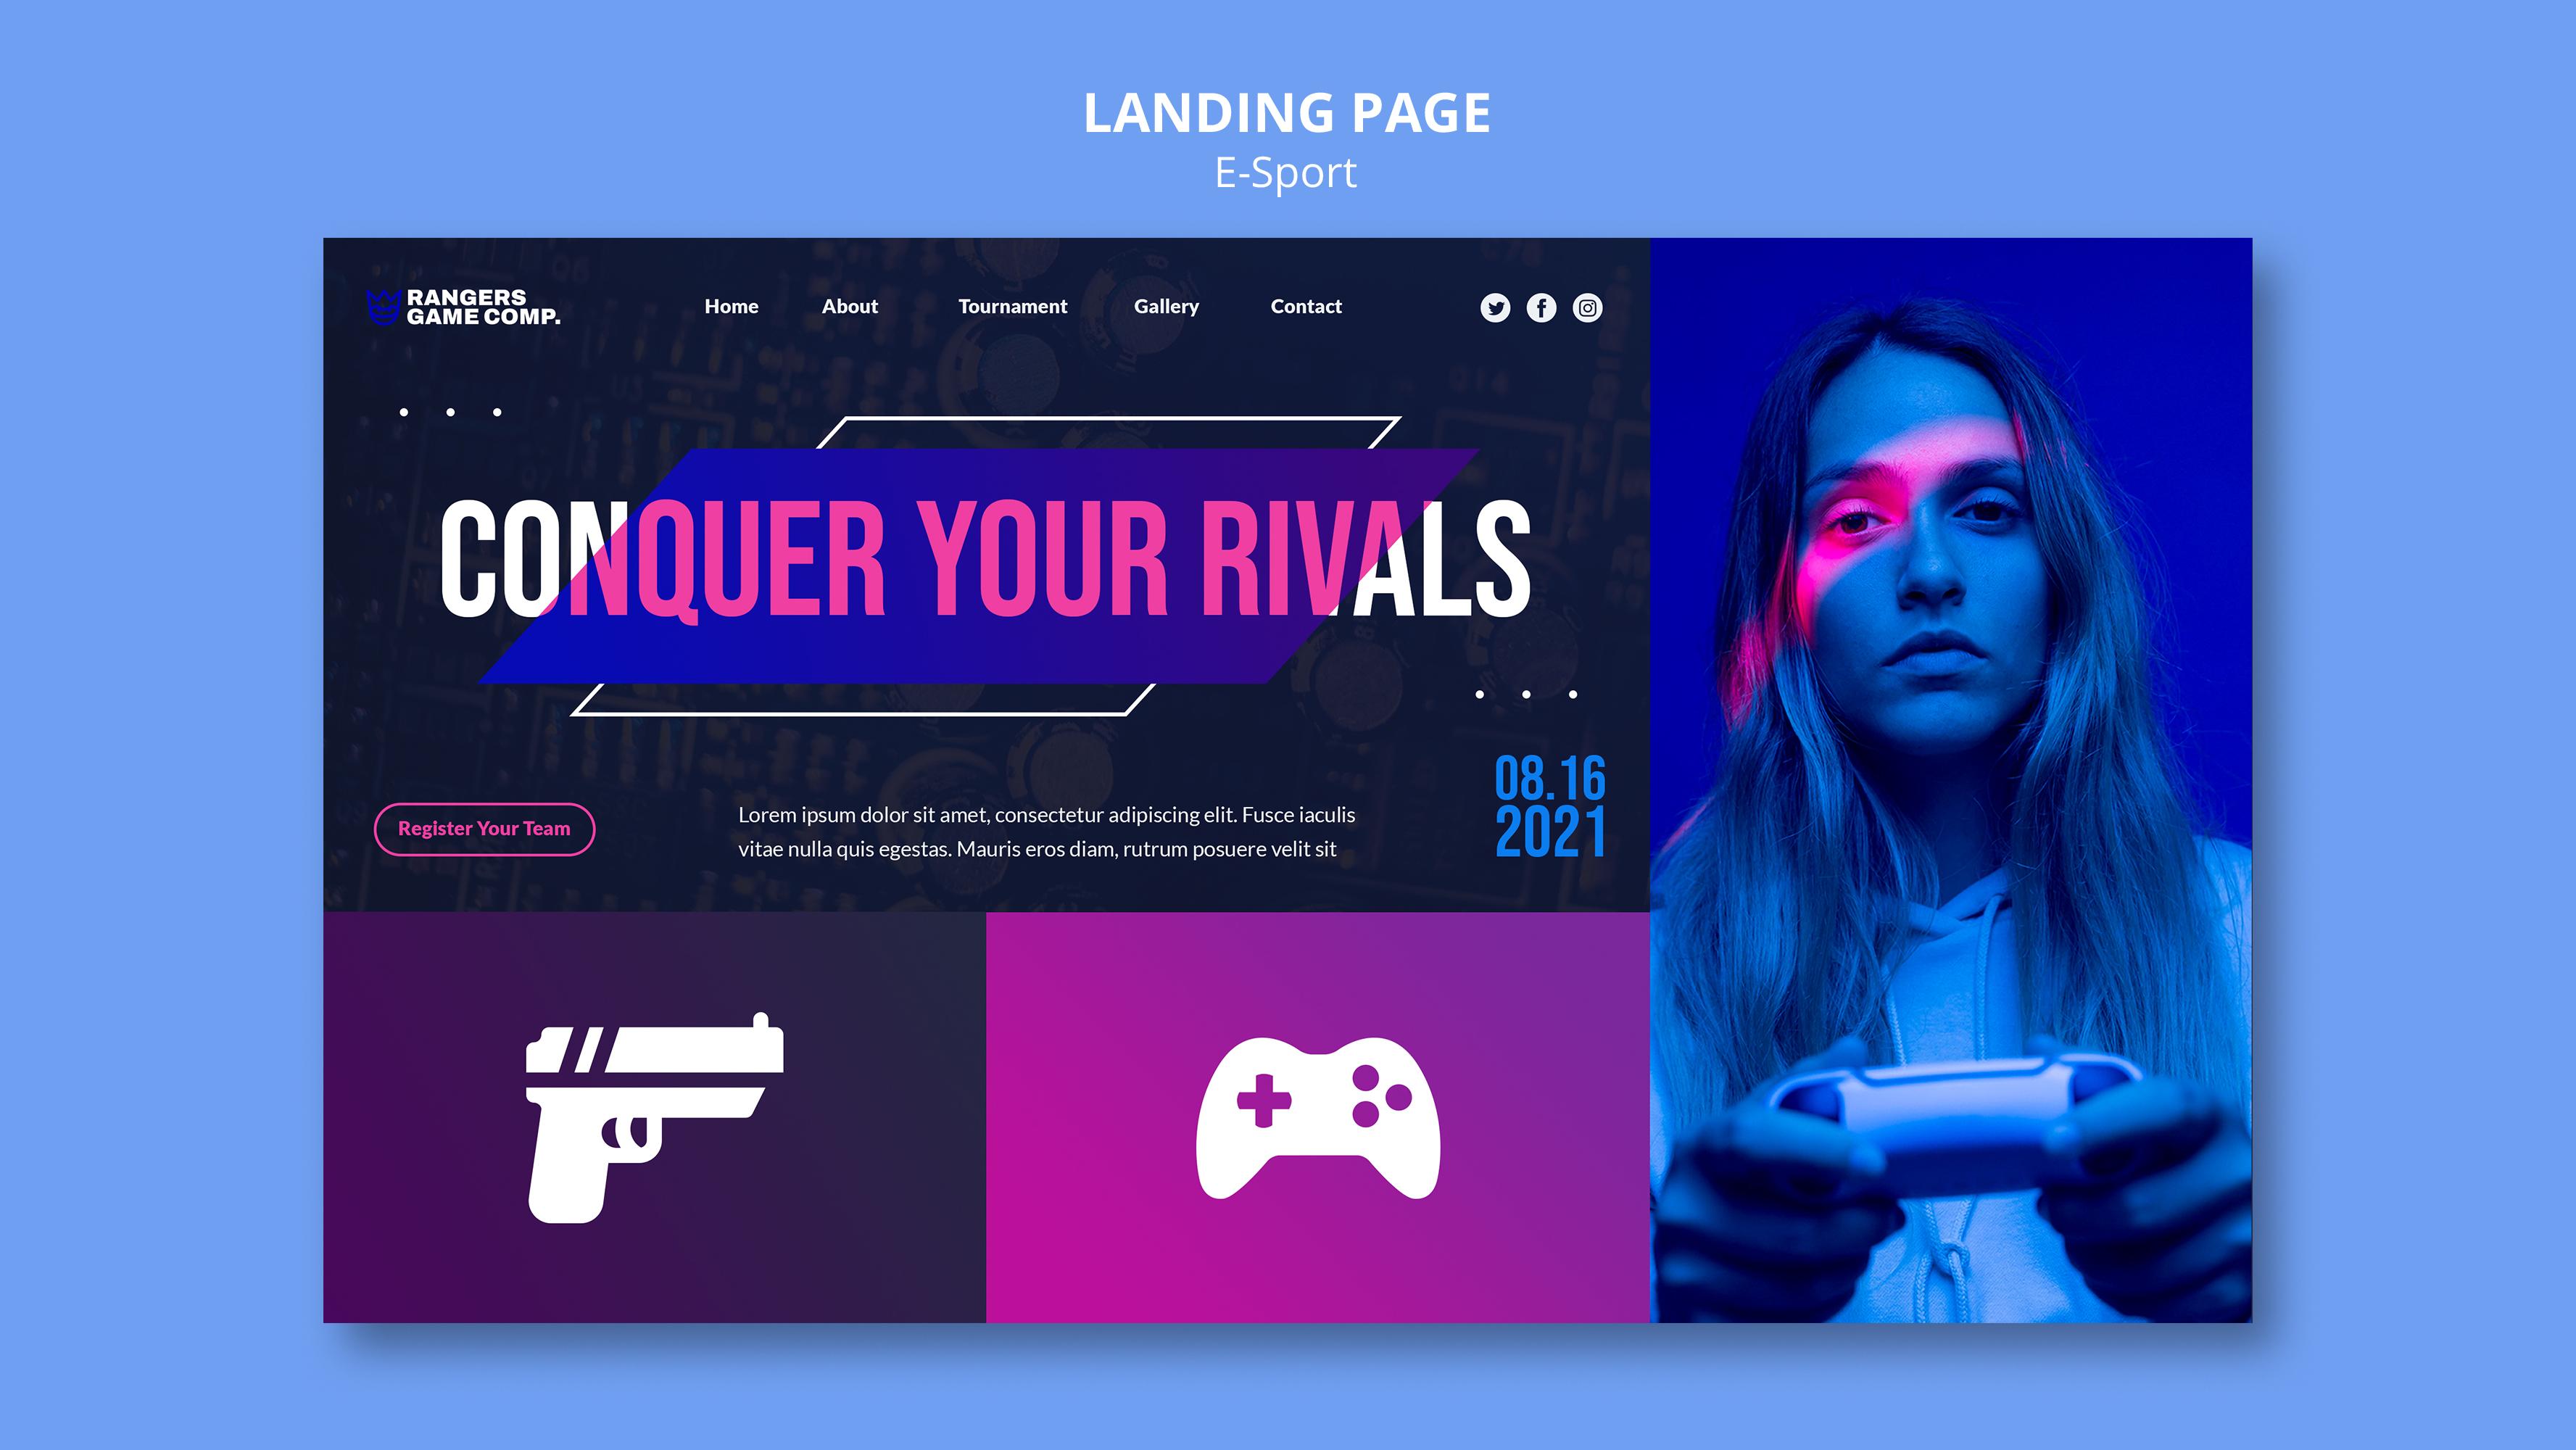 LANDING PAGE
E-Sport
RANGERS
GAME COMP.
Home About Tournament Gallery Contact
CONQUER YOUR RIVALS
08.16
2021
Register Your Team
Lorem ipsum dolor sit amet, consectetur adipiscing elit. Fusce iaculis
vitae nulla quis egestas. Mauris eros diam, rutrum posuere velit sit